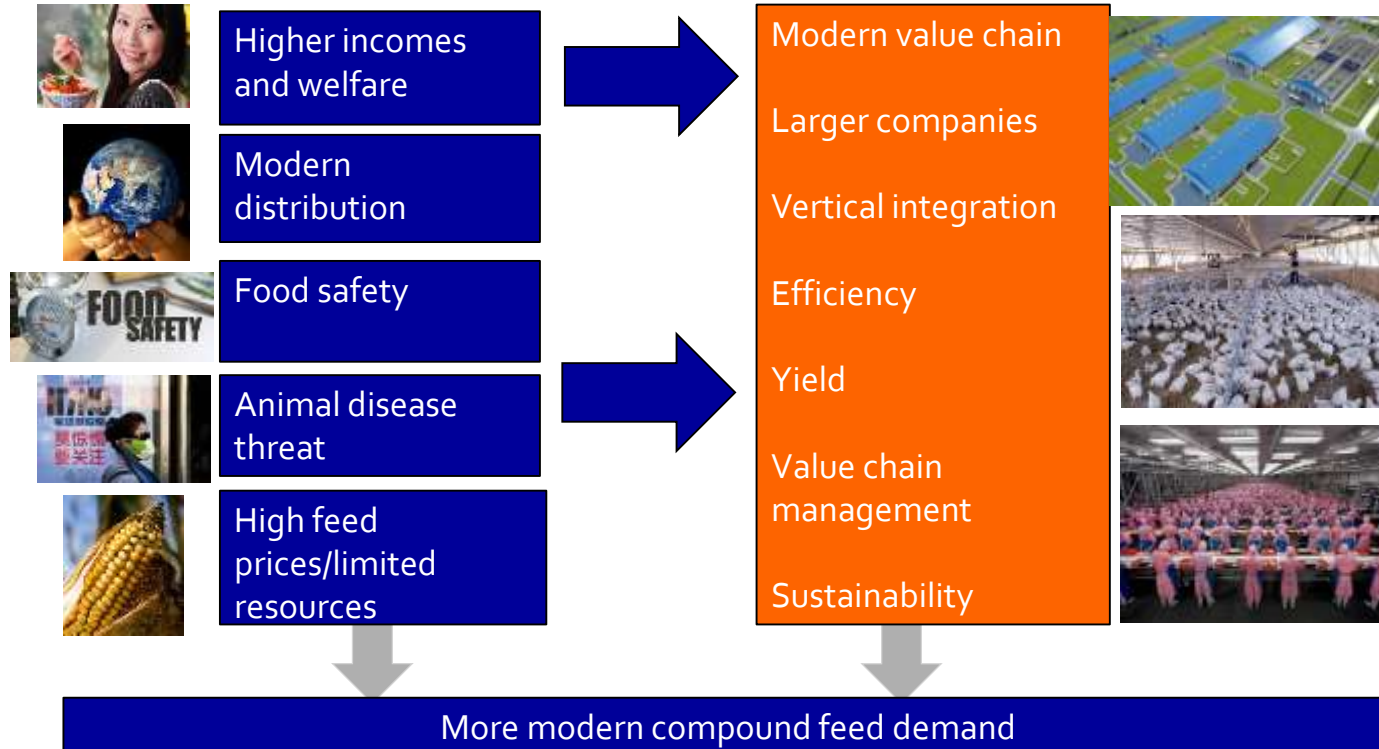 Higher incomes
and welfare
Modern
distribution
FOOD
SAFETY
Food safety
Animal disease
threat
High feed
prices/limited
resources
Modern value chain
Larger companies
Vertical integration
Efficiency
Yield
Value chain
management
Sustainability
More modern compound feed demand